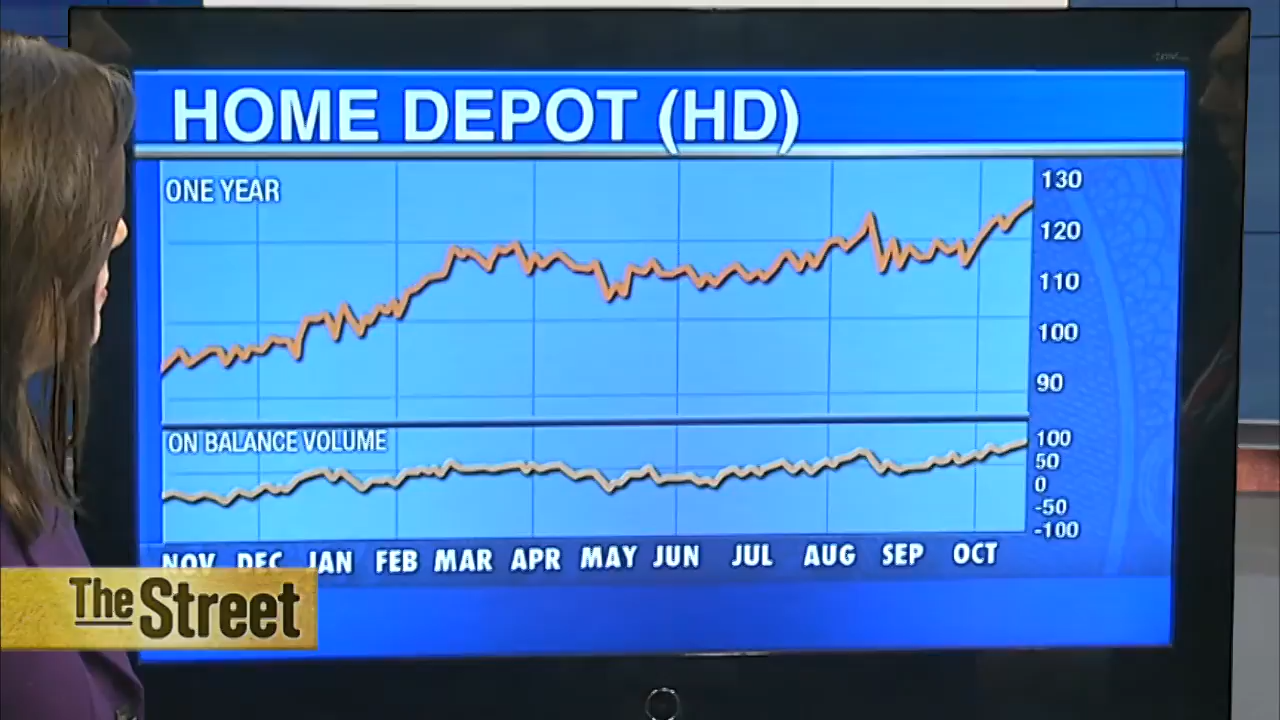 HOME DEPOT (HD)
ONE YEAR
130
120
110
100
90
ON BALANCE VOLUME
100
50
0
-50
-100
NOV DEC JAN FEB MAR APR MAY JUN JUL AUG SEP OCT
The Street